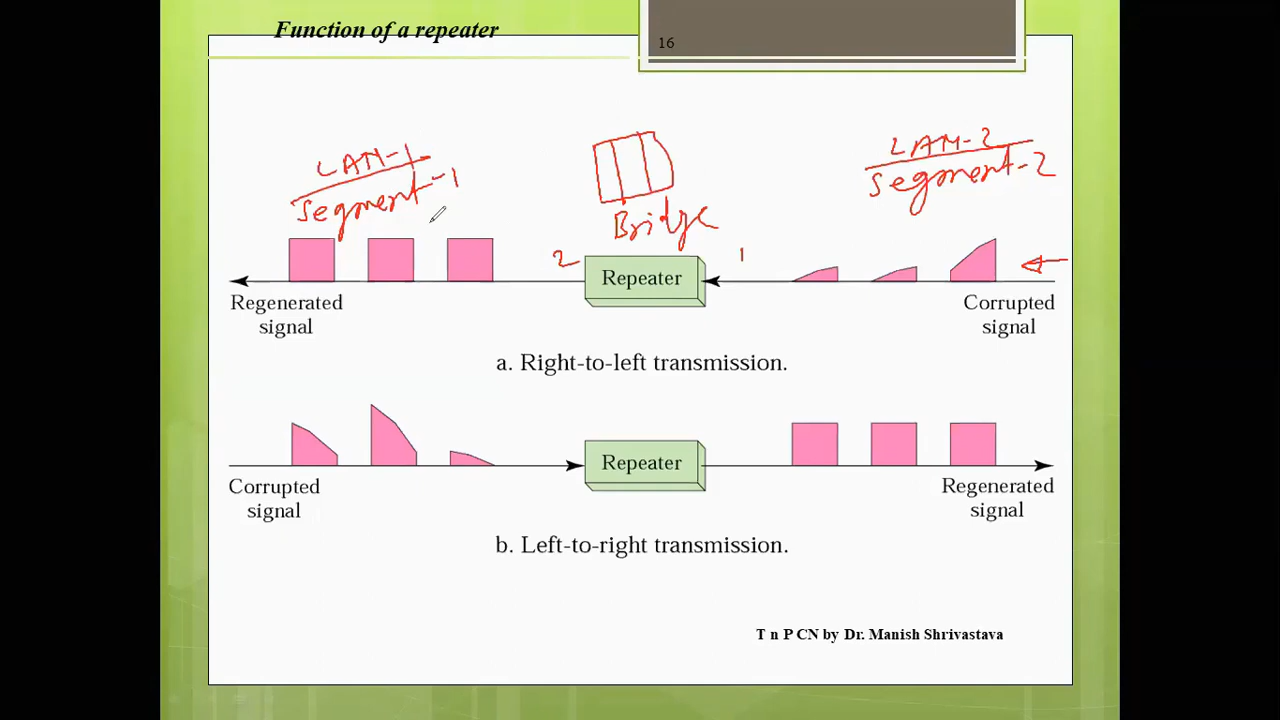 Function of a repeater
16
LAN-1
Segment-1
LAN-2
Segment-2
Bridge
2
1
Repeater
Regenerated
signal
Corrupted
signal
a. Right-to-left transmission.
Repeater
Corrupted
signal
Regenerated
signal
b. Left-to-right transmission.
T n P CN by Dr. Manish Shrivastava